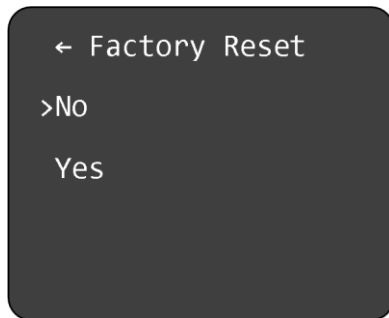 ← Factory Reset
>No
Yes